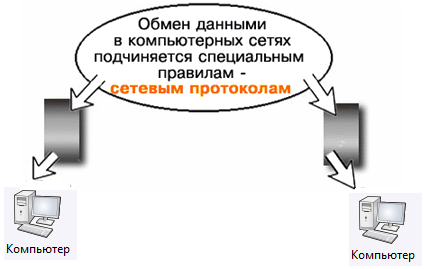 Обмен данными
в компьютерных сетях
подчиняется специальным
правилам -
сетевым протоколам
Компьютер
Компьютер